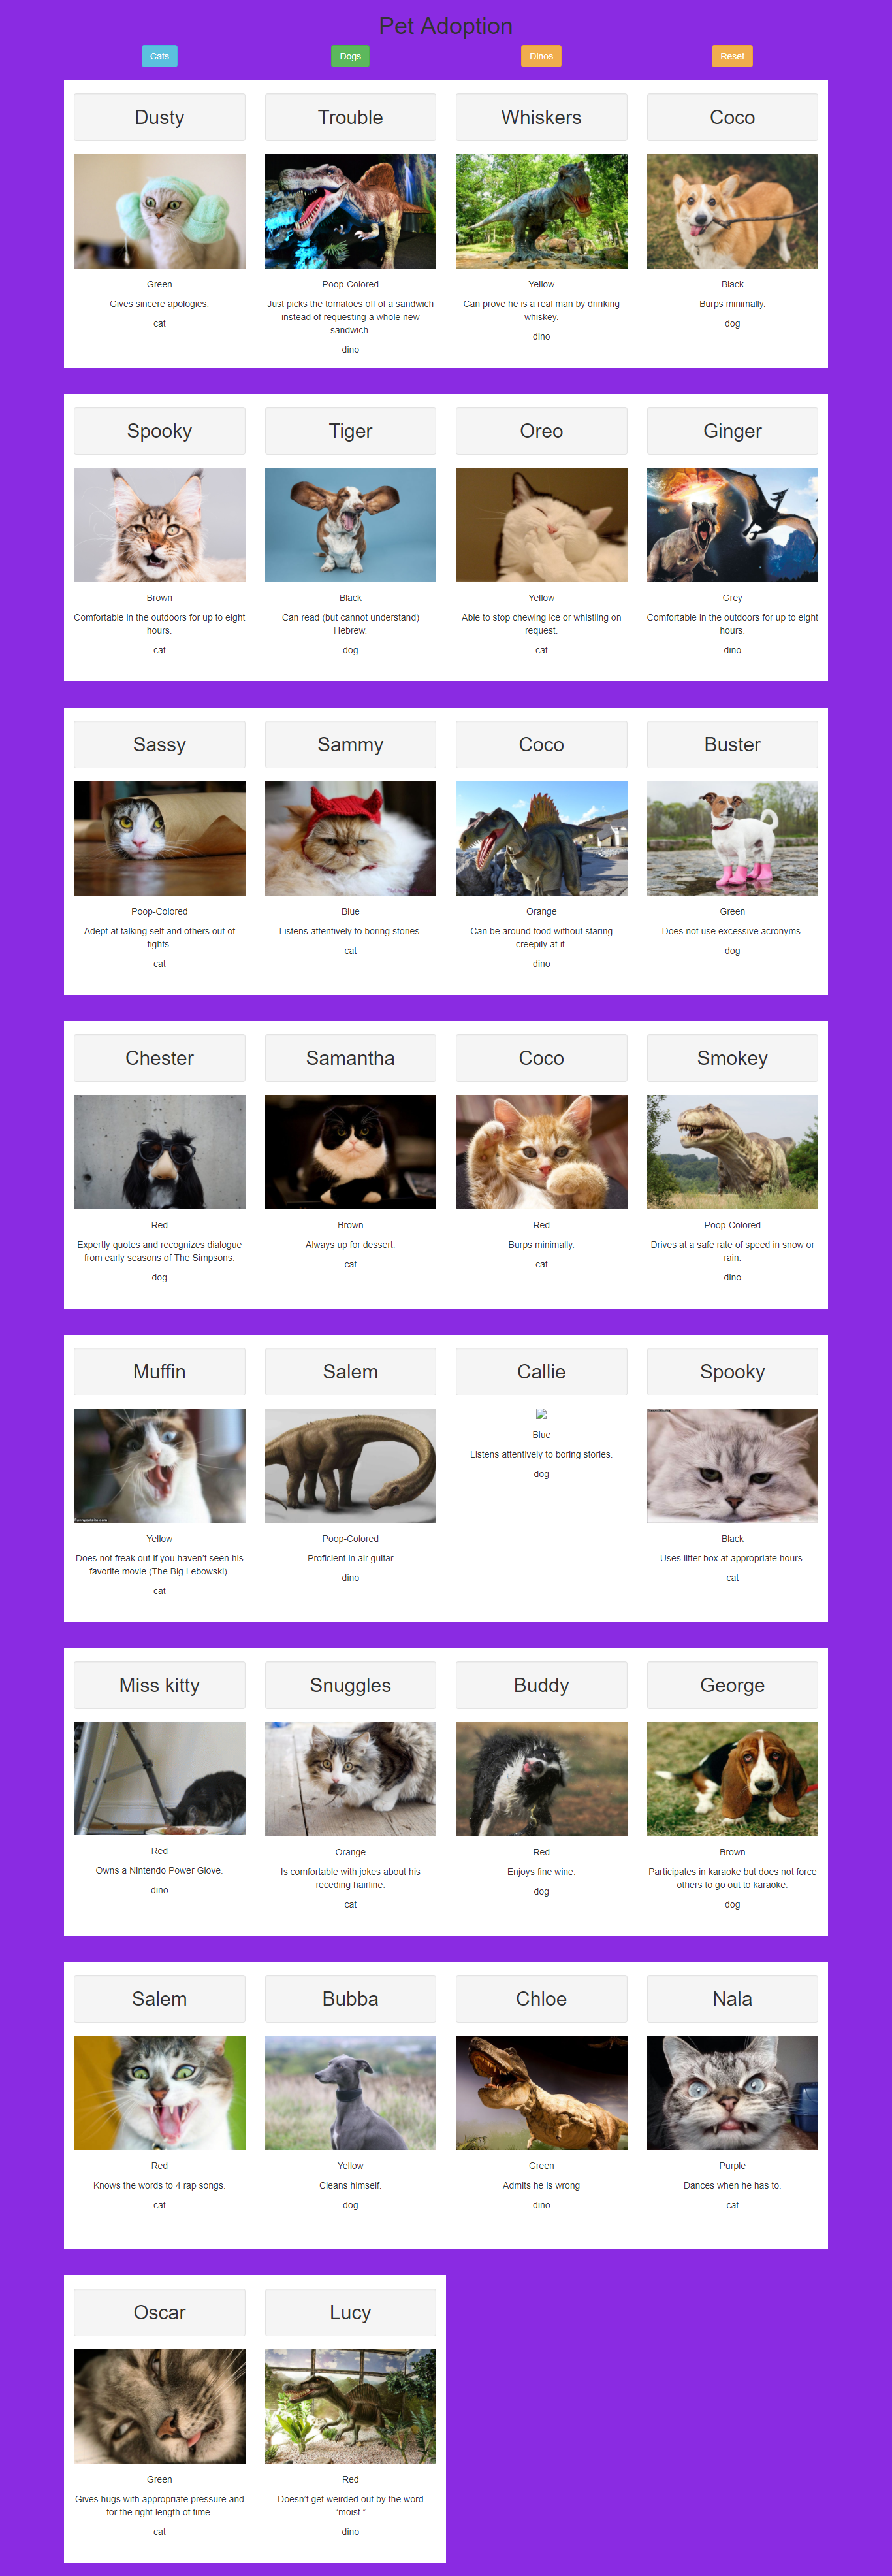 Pet Adoption
Cats
Dogs
Dinos
Reset
Dusty
Green
Gives sincere apologies.
cat
Trouble
Poop-Colored
Just picks the tomatoes off of a sandwich
instead of requesting a whole new
sandwich.
dino
Whiskers
Yellow
Can prove he is a real man by drinking
whiskey.
dino
Coco
Black
Burps minimally.
dog
Spooky
Brown
Comfortable in the outdoors for up to eight
hours.
cat
Tiger
Black
Can read (but cannot understand)
Hebrew.
dog
Oreo
Yellow
Able to stop chewing ice or whistling on
request.
cat
Ginger
Grey
Comfortable in the outdoors for up to eight
hours.
dino
Sassy
Poop-Colored
Adept at talking self and others out of
fights.
cat
Sammy
Blue
Listens attentively to boring stories.
cat
Coco
Orange
Can be around food without staring
creepily at it.
dino
Buster
Green
Does not use excessive acronyms.
dog
Chester
Red
Expertly quotes and recognizes dialogue
from early seasons of The Simpsons.
dog
Samantha
Brown
Always up for dessert.
cat
Coco
Red
Burps minimally.
cat
Smokey
Poop-Colored
Drives at a safe rate of speed in snow or
rain.
dino
Muffin
Yellow
Does not freak out if you haven’t seen his
favorite movie (The Big Lebowski).
cat
Salem
Poop-Colored
Proficient in air guitar
dino
Callie
Blue
Listens attentively to boring stories.
dog
Spooky
Black
Uses litter box at appropriate hours.
cat
Miss kitty
Red
Owns a Nintendo Power Glove.
dino
Snuggles
Orange
Is comfortable with jokes about his
receding hairline.
cat
Buddy
Red
Enjoys fine wine.
dog
George
Brown
Participates in karaoke but does not force
others to go out to karaoke.
dog
Salem
Red
Knows the words to 4 rap songs.
cat
Bubba
Yellow
Cleans himself.
dog
Chloe
Green
Admits he is wrong
dino
Nala
Purple
Dances when he has to.
cat
Oscar
Green
Gives hugs with appropriate pressure and
for the right length of time.
cat
Lucy
Red
Doesn’t get weirded out by the word
“moist.”
dino